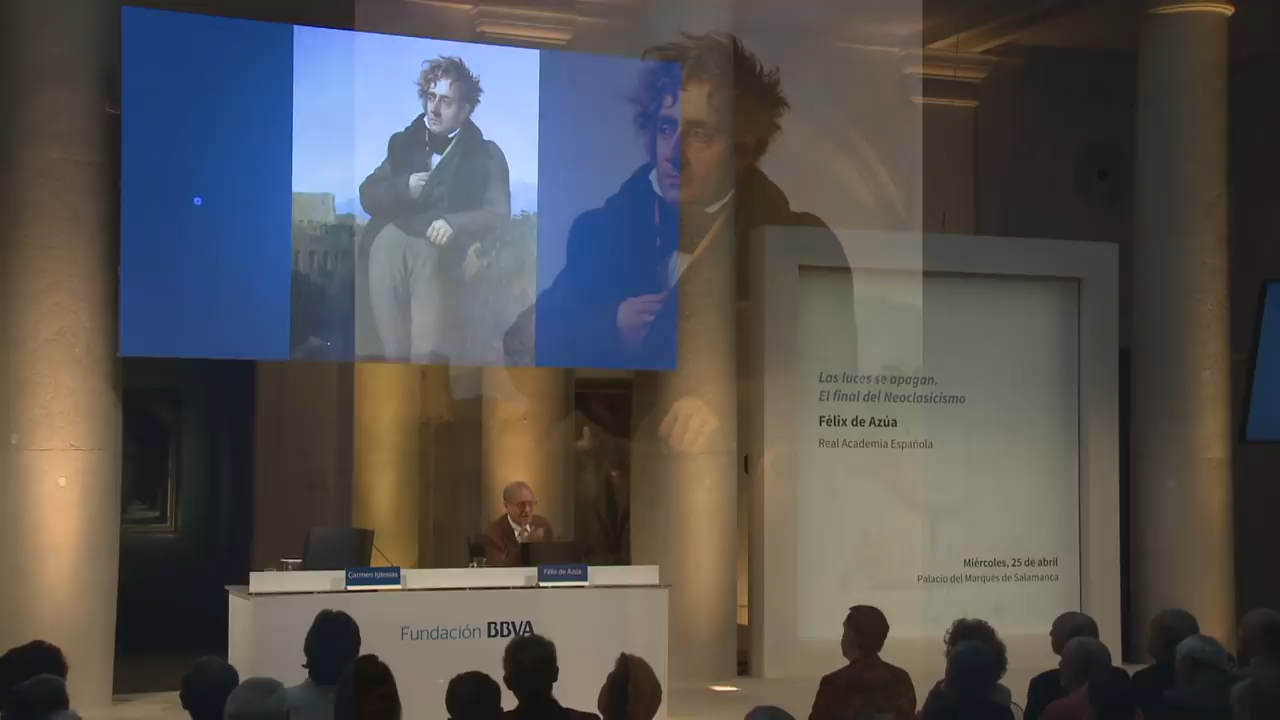 Las luces se apagan.
El final del Neoclasicismo
Félix de Azúa
Real Academia Española
Miércoles, 25 de abril
Palacio del Marqués de Salamanca
Carmen Iglesias
Félix de Azúa
Fundación BBVA